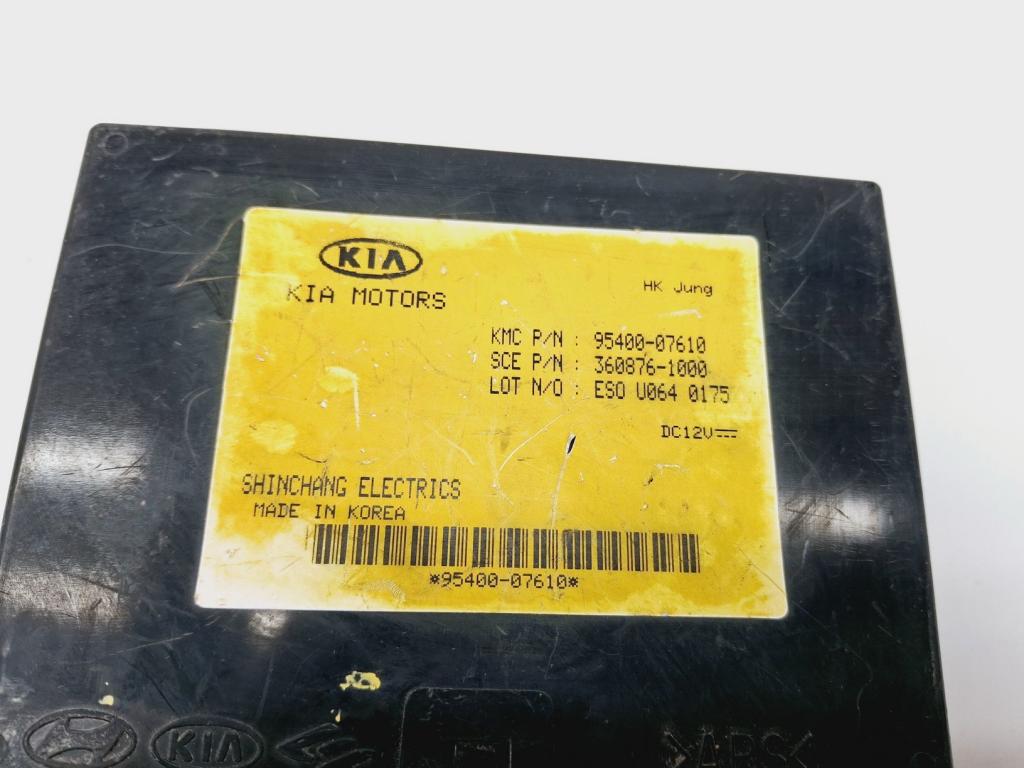 KIA
KIA MOTORS
HK Jung
KMC P/N : 95400-07610
SCE P/N : 360876-1000
LOT N/O : ESO U064 0175
DC12V
SHINCHANG ELECTRICS
MADE IN KOREA
*95400-07610*
KIA
>ABS<